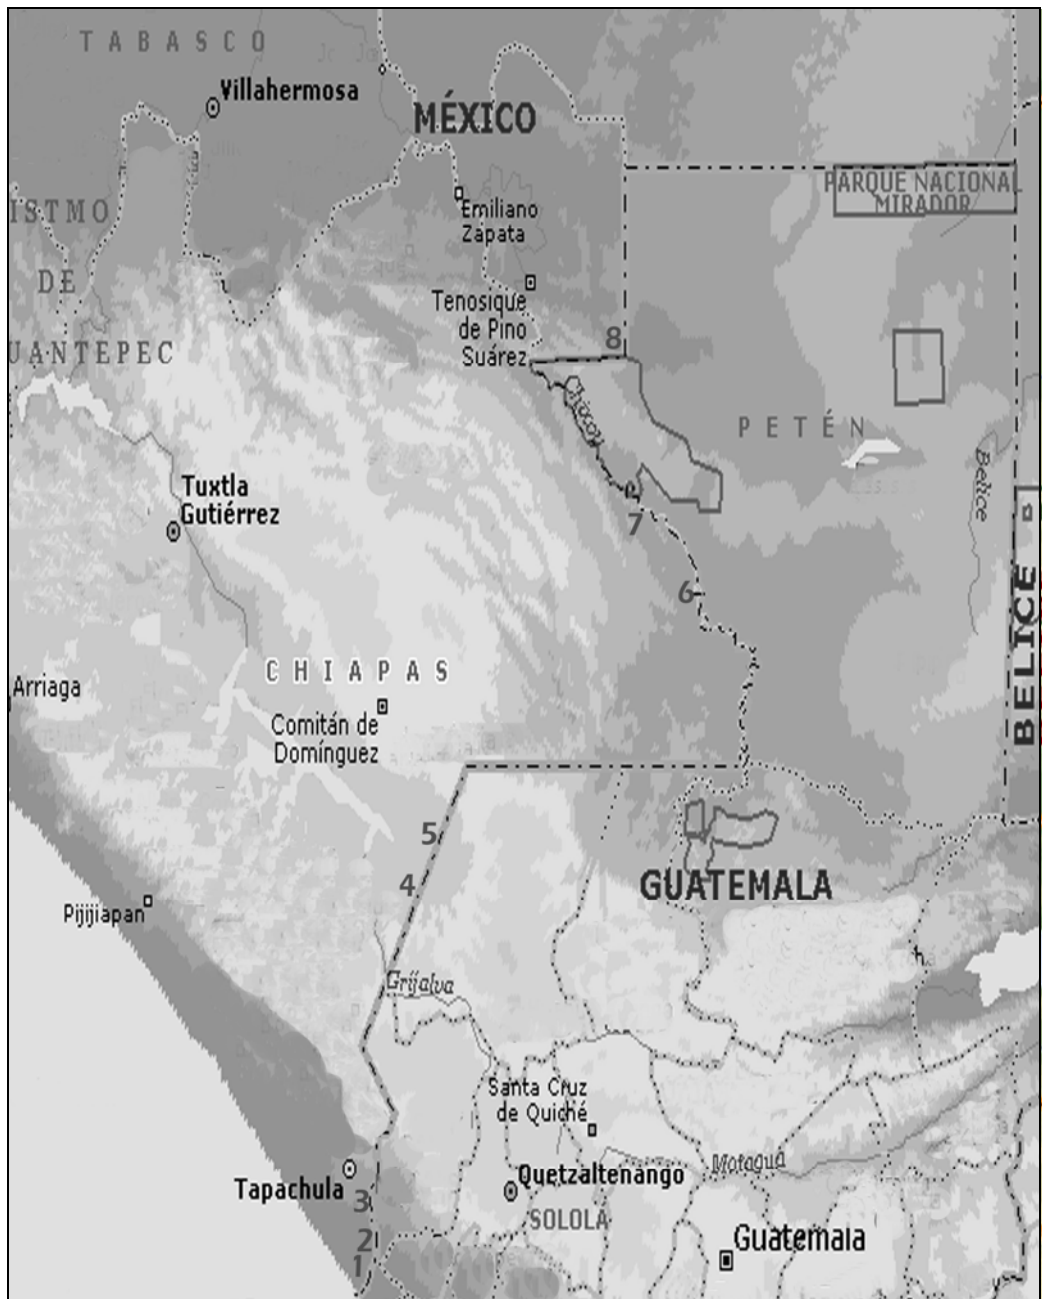 TABASCO
Villahermosa
MÉXICO
PARQUE NACIONAL
MIRADOR
Emiliano
Zapata
ISTMO
DE
UANTEPEC
Tenosique
de Pino
Suárez
8
Chixoy
PETÉN
Belice
Tuxtla
Gutiérrez
7
B
6
BELICE
CHIAPAS
Arriaga
Comitán de
Domínguez
5
4
GUATEMALA
Pijijiapan
Grijalva
Santa Cruz
de Quiché
Motagua
Quetzaltenango
Tapachula
3
SOLOLA
2
Guatemala
1